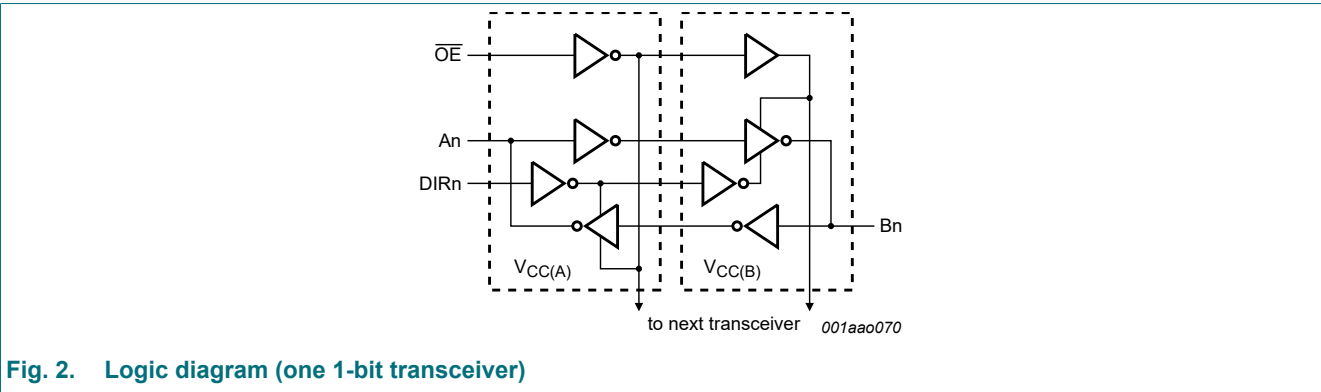 OE
An
DIRn
Bn
VCC(A)
VCC(B)
to next transceiver
001aao070
Fig. 2. Logic diagram (one 1-bit transceiver)